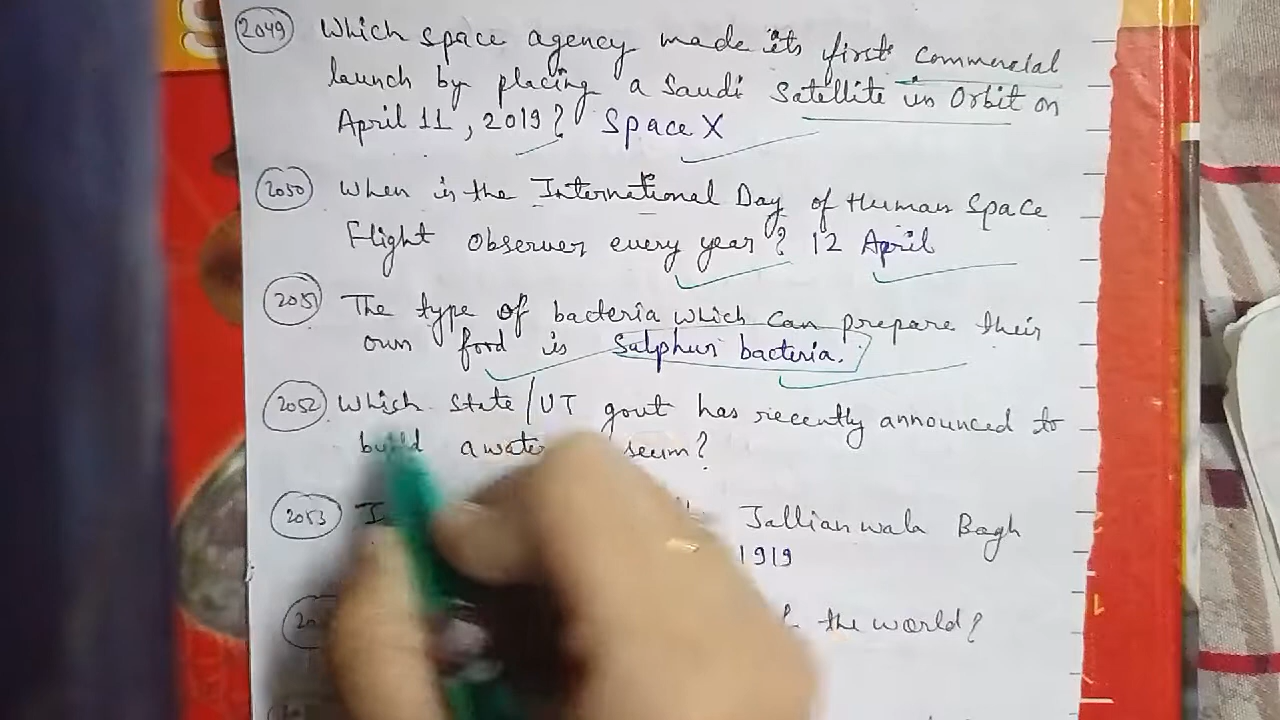 2049 Which space agency made its first commercial
launch by placing a Saudi Satellite in Orbit on
April 11, 2019? Space X
2050 When is the International Day of Human Space
Flight Observer every year? 12 April
2051 The type of bacteria which can prepare their
own food is Sulphur bacteria.
2052 Which State/UT govt has recently announced to
build a water seum?
2053 Jallianwala Bagh
1919
the world?